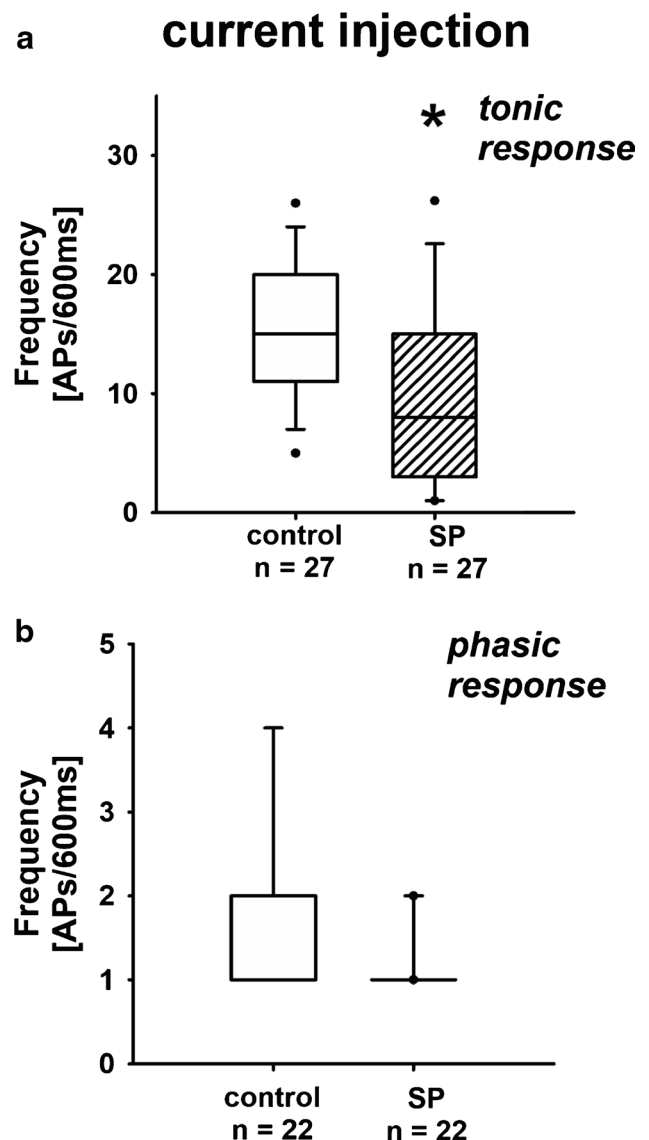 a
current injection
tonic
response
*
30
20
10
0
Frequency
[APs/600ms]
control
SP
n = 27
n = 27
b
phasic
response
5
4
3
2
1
0
Frequency
[APs/600ms]
control
SP
n = 22
n = 22